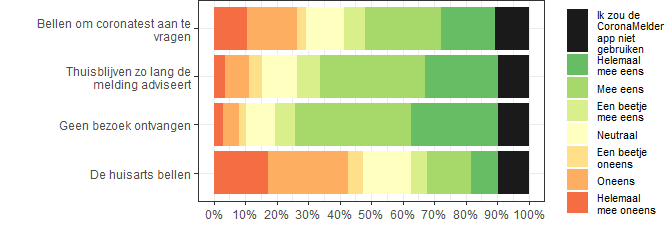 Bellen om coronatest aan te
vragen
Thuisblijven zo lang de
melding adviseert
Geen bezoek ontvangen
De huisarts bellen
0% 10% 20% 30% 40% 50% 60% 70% 80% 90% 100%
Ik zou de
CoronaMelder
app niet
gebruiken
Helemaal
mee eens
Mee eens
Een beetje
mee eens
Neutraal
Een beetje
oneens
Oneens
Helemaal
mee oneens